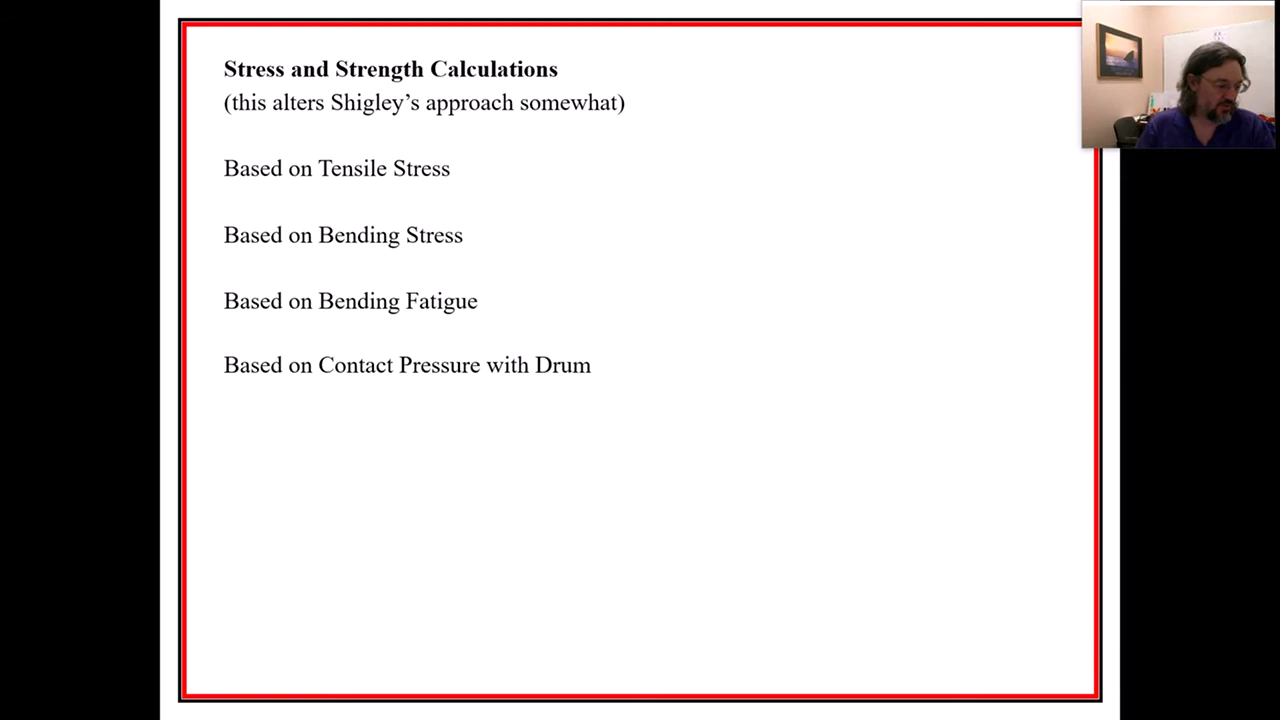 Stress and Strength Calculations
(this alters Shigley’s approach somewhat)
Based on Tensile Stress
Based on Bending Stress
Based on Bending Fatigue
Based on Contact Pressure with Drum